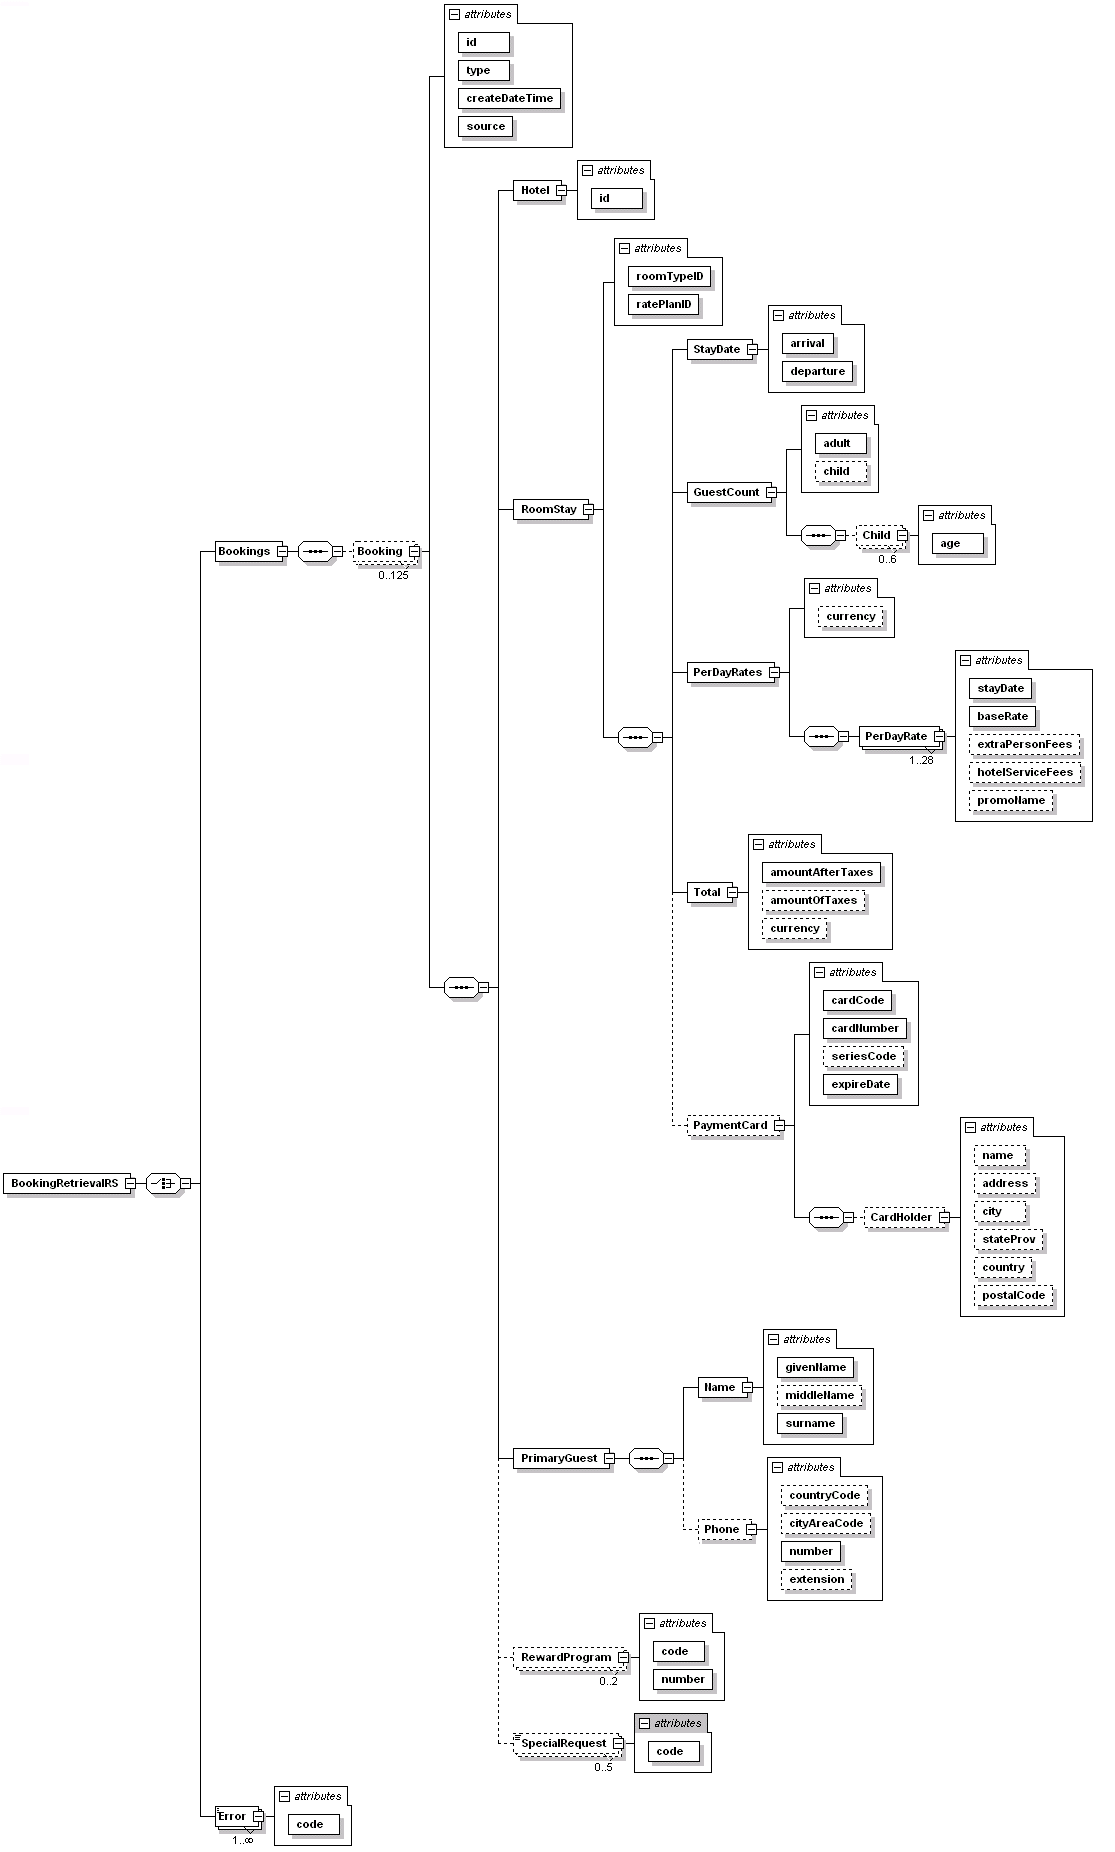 attributes
id
type
createDateTime
source
Hotel
attributes
id
attributes
roomTypeID
ratePlanID
StayDate
attributes
arrival
departure
attributes
adult
child
GuestCount
RoomStay
Child
0..6
attributes
age
Bookings
Booking
0..125
attributes
currency
PerDayRates
PerDayRate
1..28
attributes
stayDate
baseRate
extraPersonFees
hotelServiceFees
promoName
Total
attributes
amountAfterTaxes
amountOfTaxes
currency
attributes
cardCode
cardNumber
seriesCode
expireDate
PaymentCard
BookingRetrievalRS
CardHolder
attributes
name
address
city
stateProv
country
postalCode
Name
attributes
givenName
middleName
surname
PrimaryGuest
Phone
attributes
countryCode
cityAreaCode
number
extension
RewardProgram
0..2
attributes
code
number
SpecialRequest
0..5
attributes
code
Error
1..∞
attributes
code